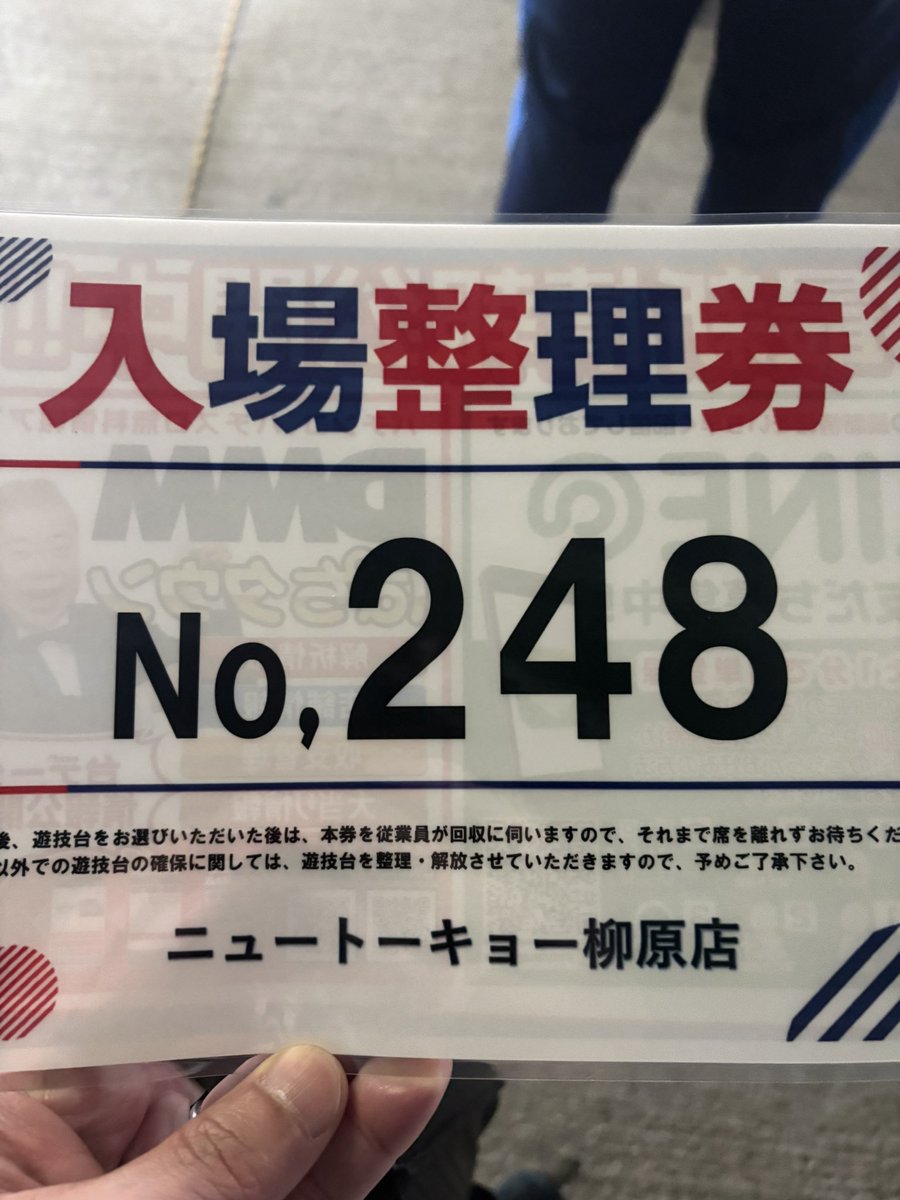 入場整理券
No,248
後、遊技台をお選びいただいた後は、本券を従業員が回収に伺いますので、それまで席を離れずお待ちくだ
以外での遊技台の確保に関しては、遊技台を整理・解放させていただきますので、予めご了承下さい。
ニュートーキョー柳原店